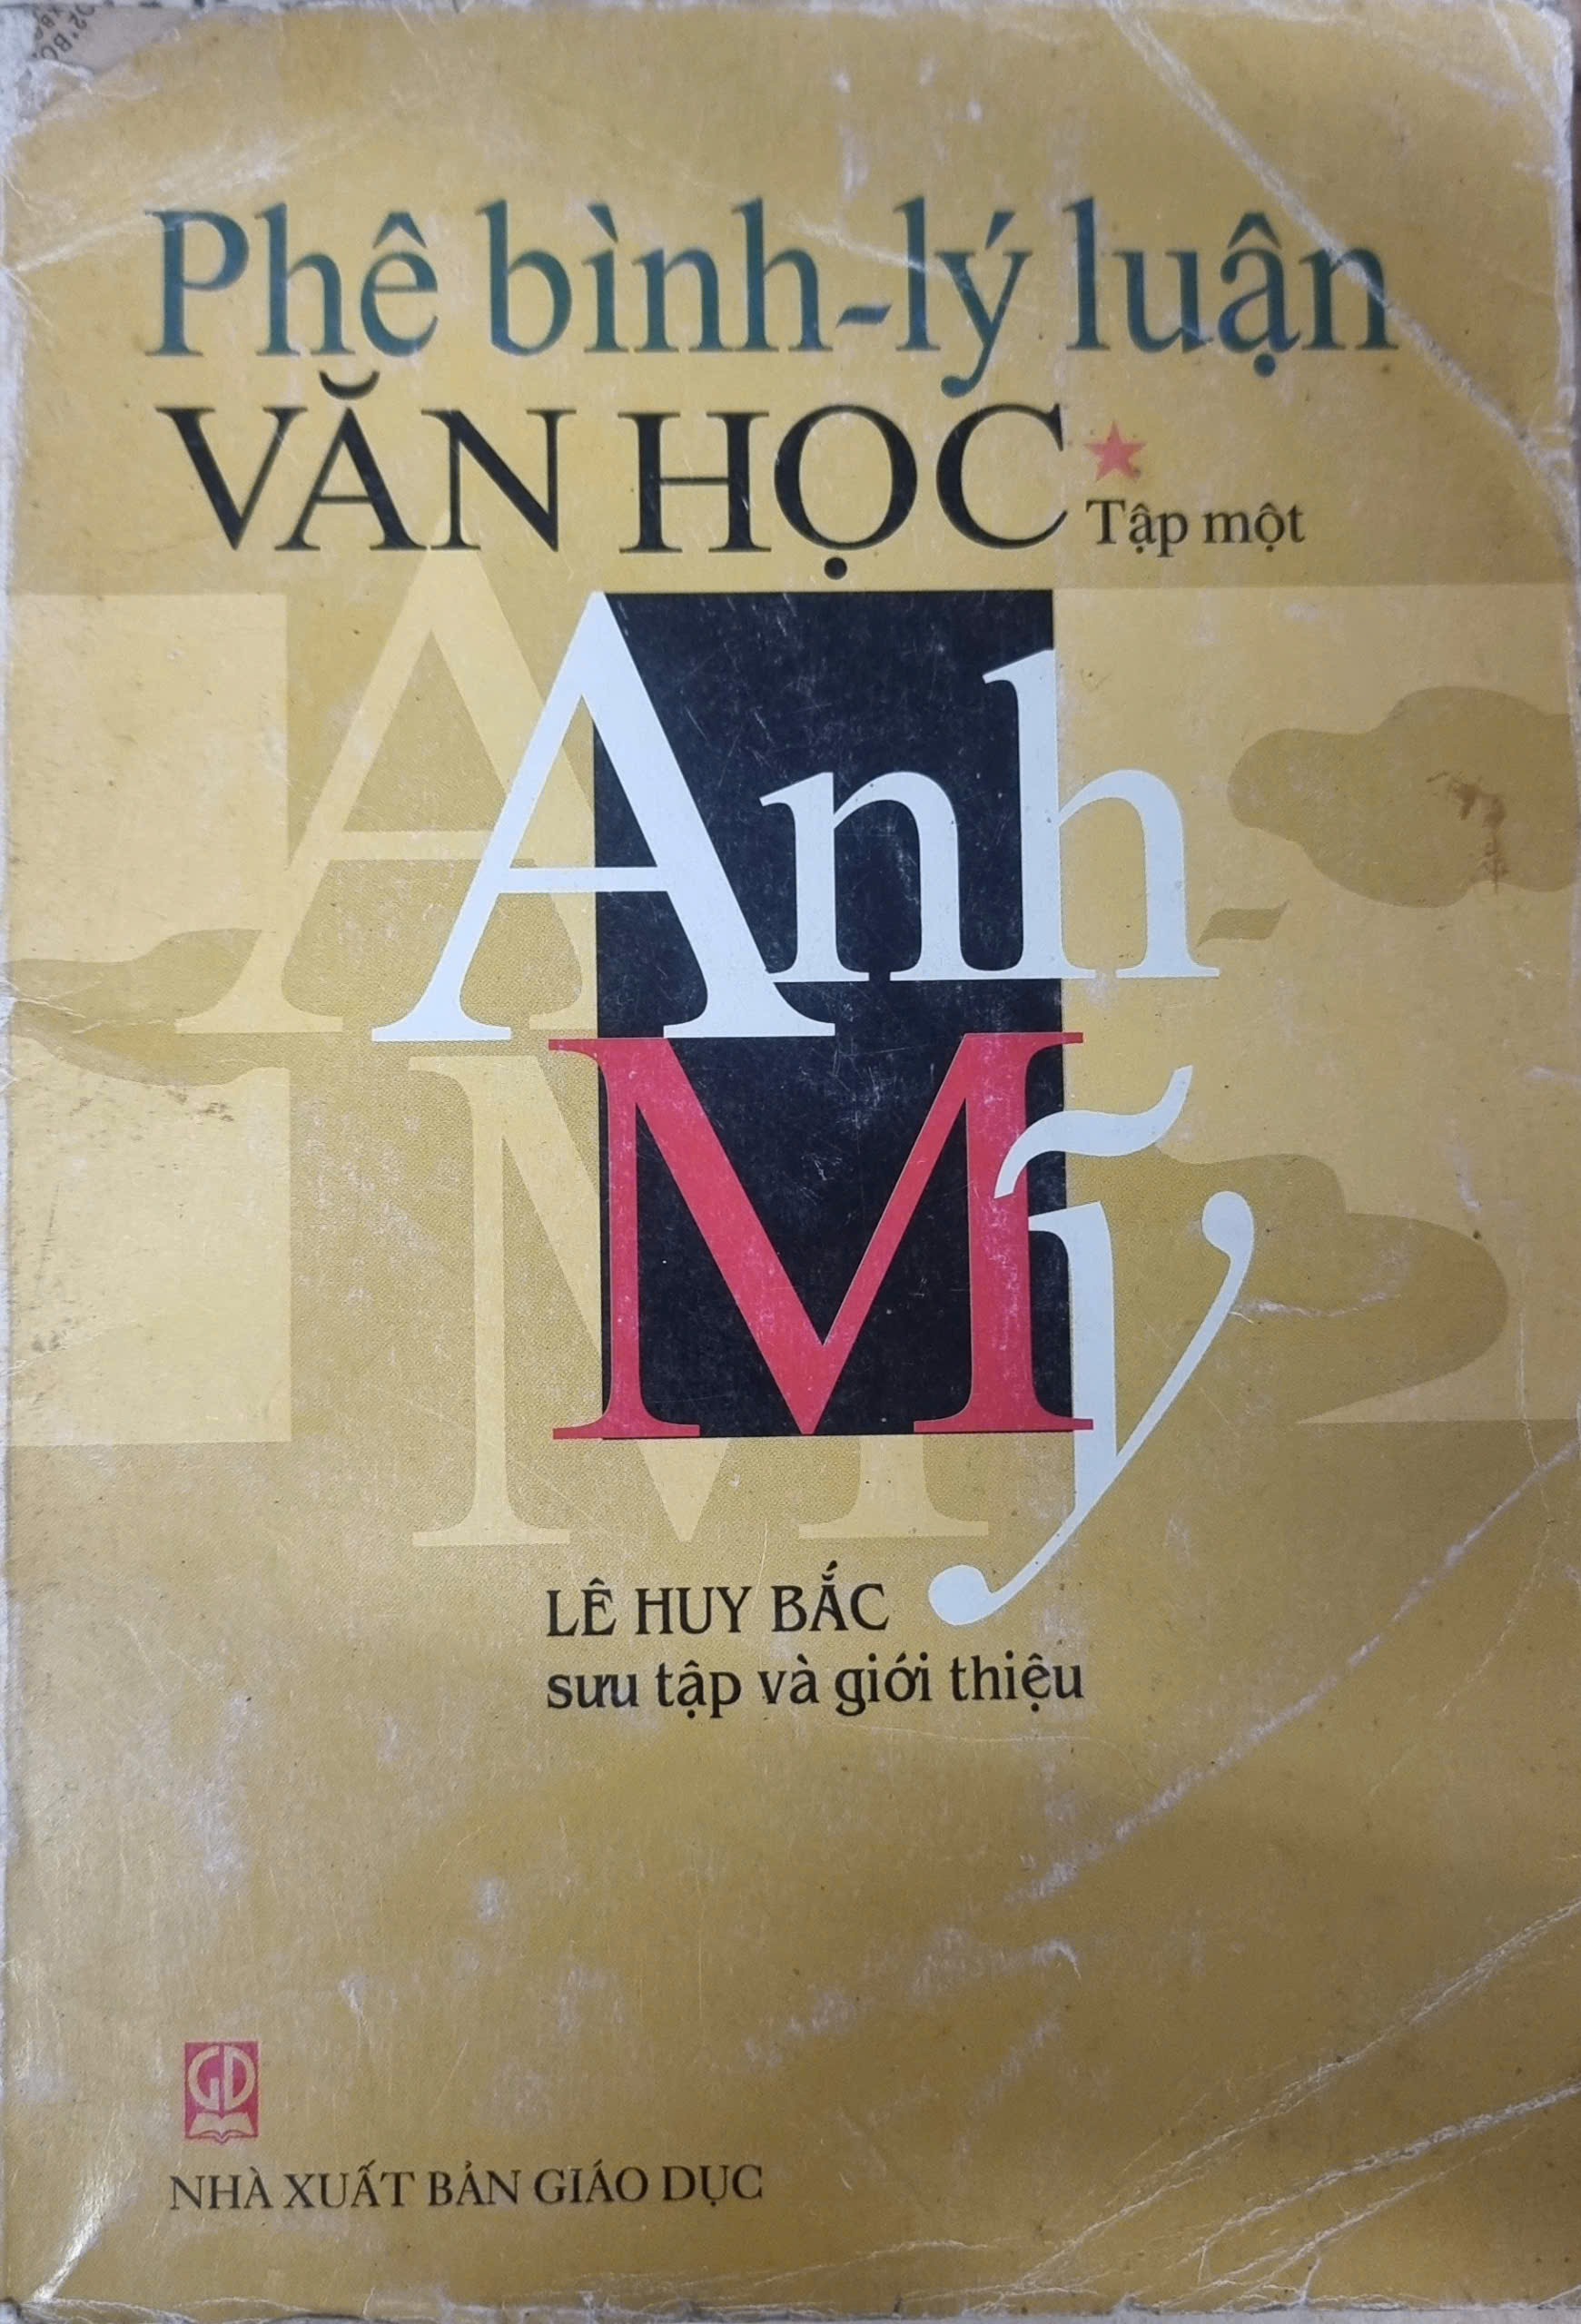 Phê bình-lý luận
VĂN HỌC
Tập một
Anh
Mỹ
LÊ HUY BẮC
sưu tập và giới thiệu
GD
NHÀ XUẤT BẢN GIÁO DỤC